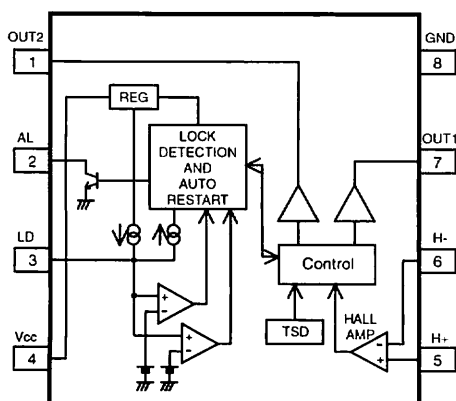 OUT2
1
GND
8
REG
AL
2
LOCK
DETECTION
AND
AUTO
RESTART
OUT1
7
LD
3
Control
H-
6
+
-
TSD
HALL
AMP
Vcc
4
+
-
-
+
H+
5